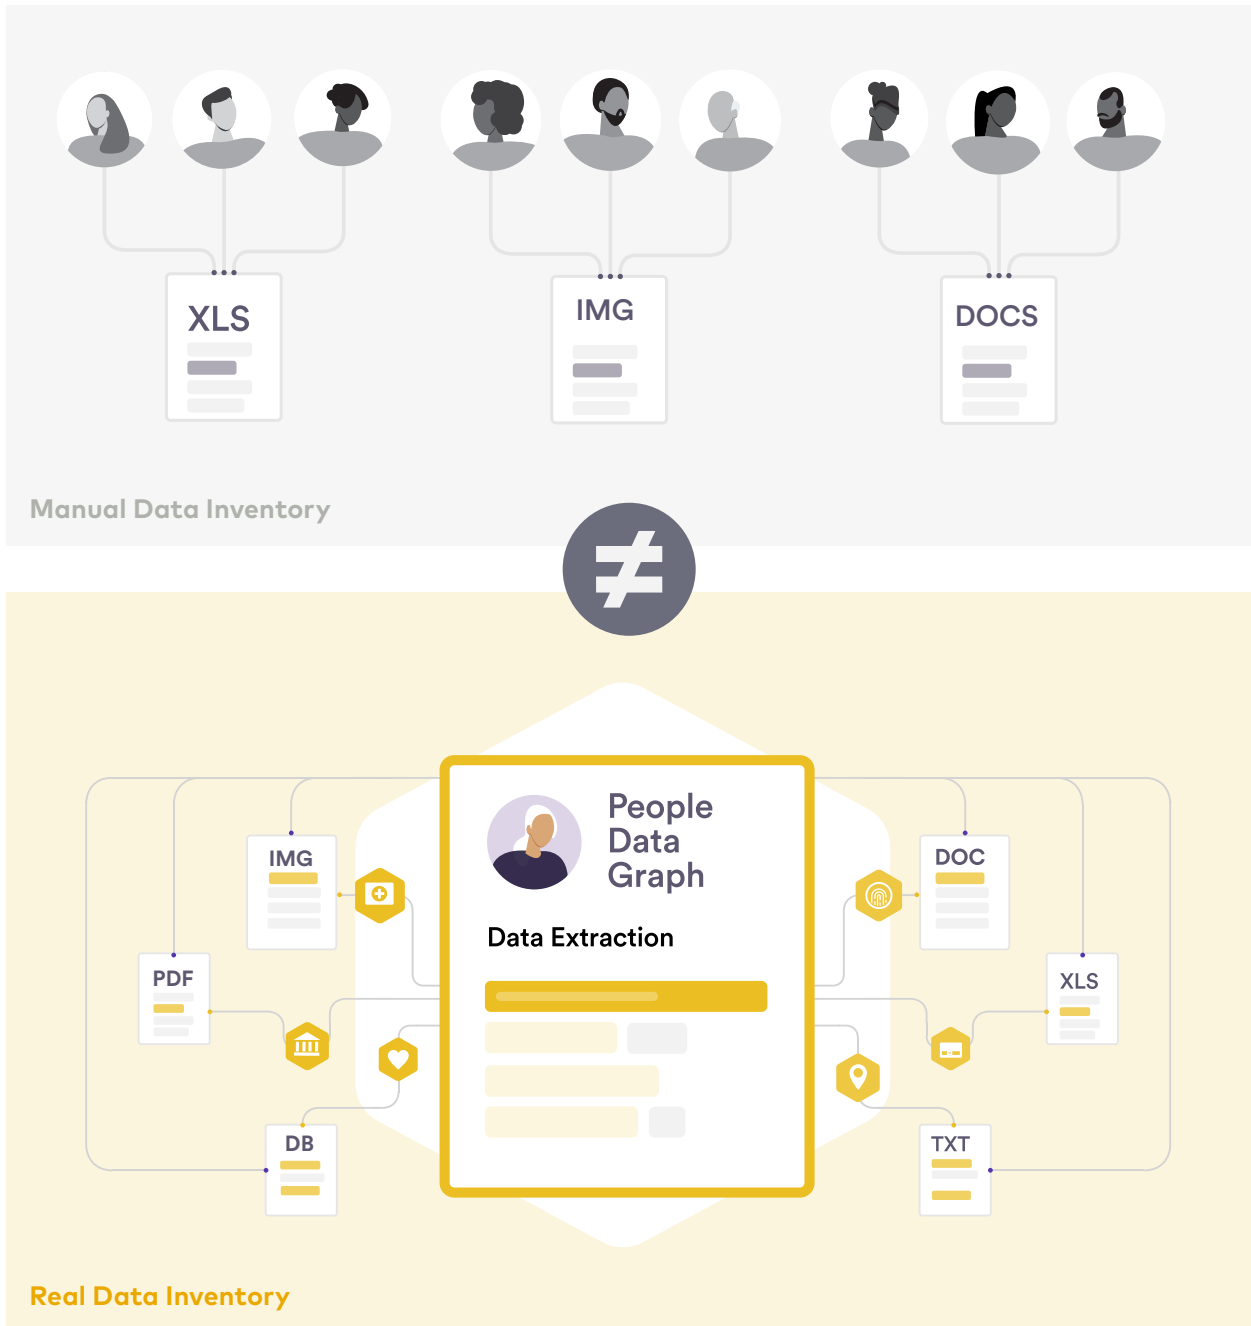 XLS
IMG
DOCS
Manual Data Inventory
≠
People
Data
Graph
IMG
DOC
Data Extraction
PDF
XLS
DB
TXT
Real Data Inventory